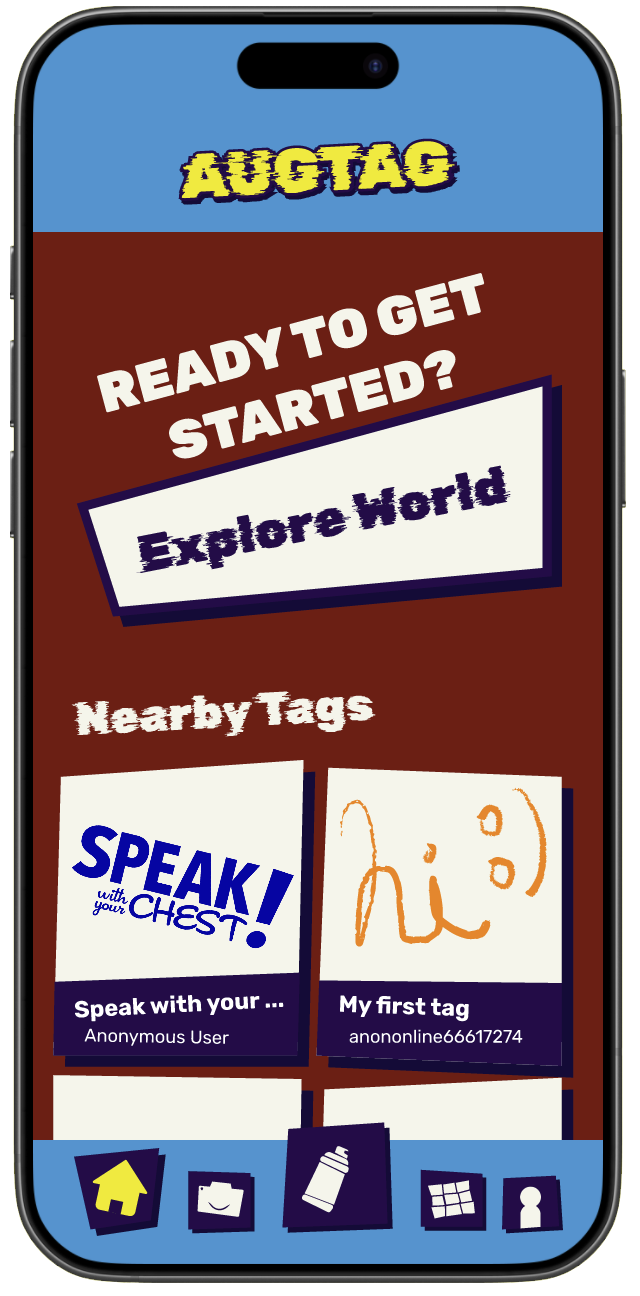 AUGTAG
READY TO GET
STARTED?
Explore World
Nearby Tags
SPEAK!
with
your CHEST
hi :)
Speak with your ...
My first tag
Anonymous User
anononline66617274